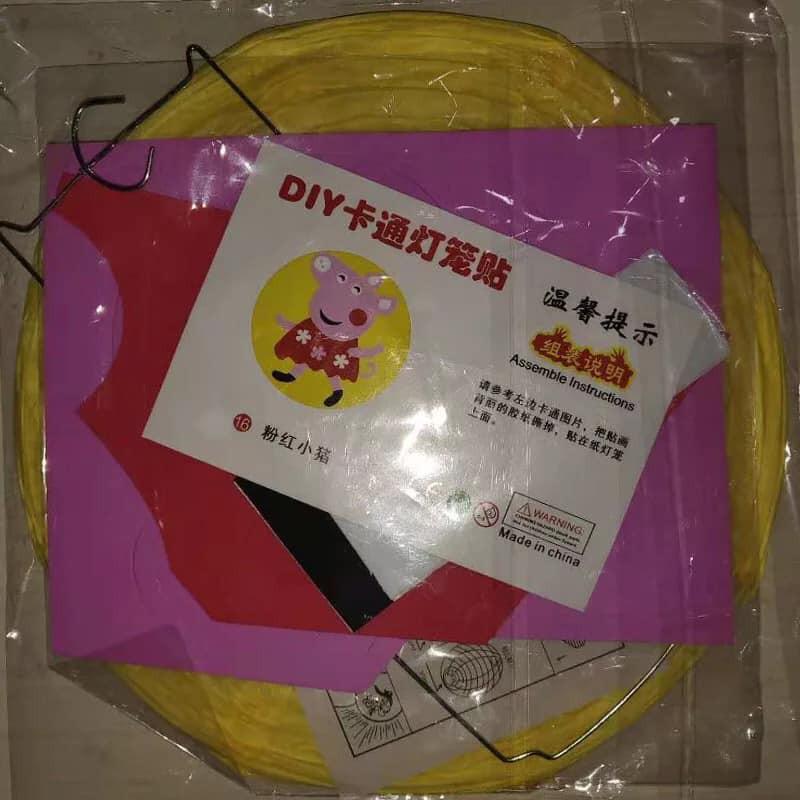 DIY卡通灯笼贴
温馨提示
组装说明
Assemble Instructions
请参考左边卡通图片，把贴画
背后的胶纸撕掉，贴在纸灯笼
上面。
16 粉红小猪
WARNING:
Made in china